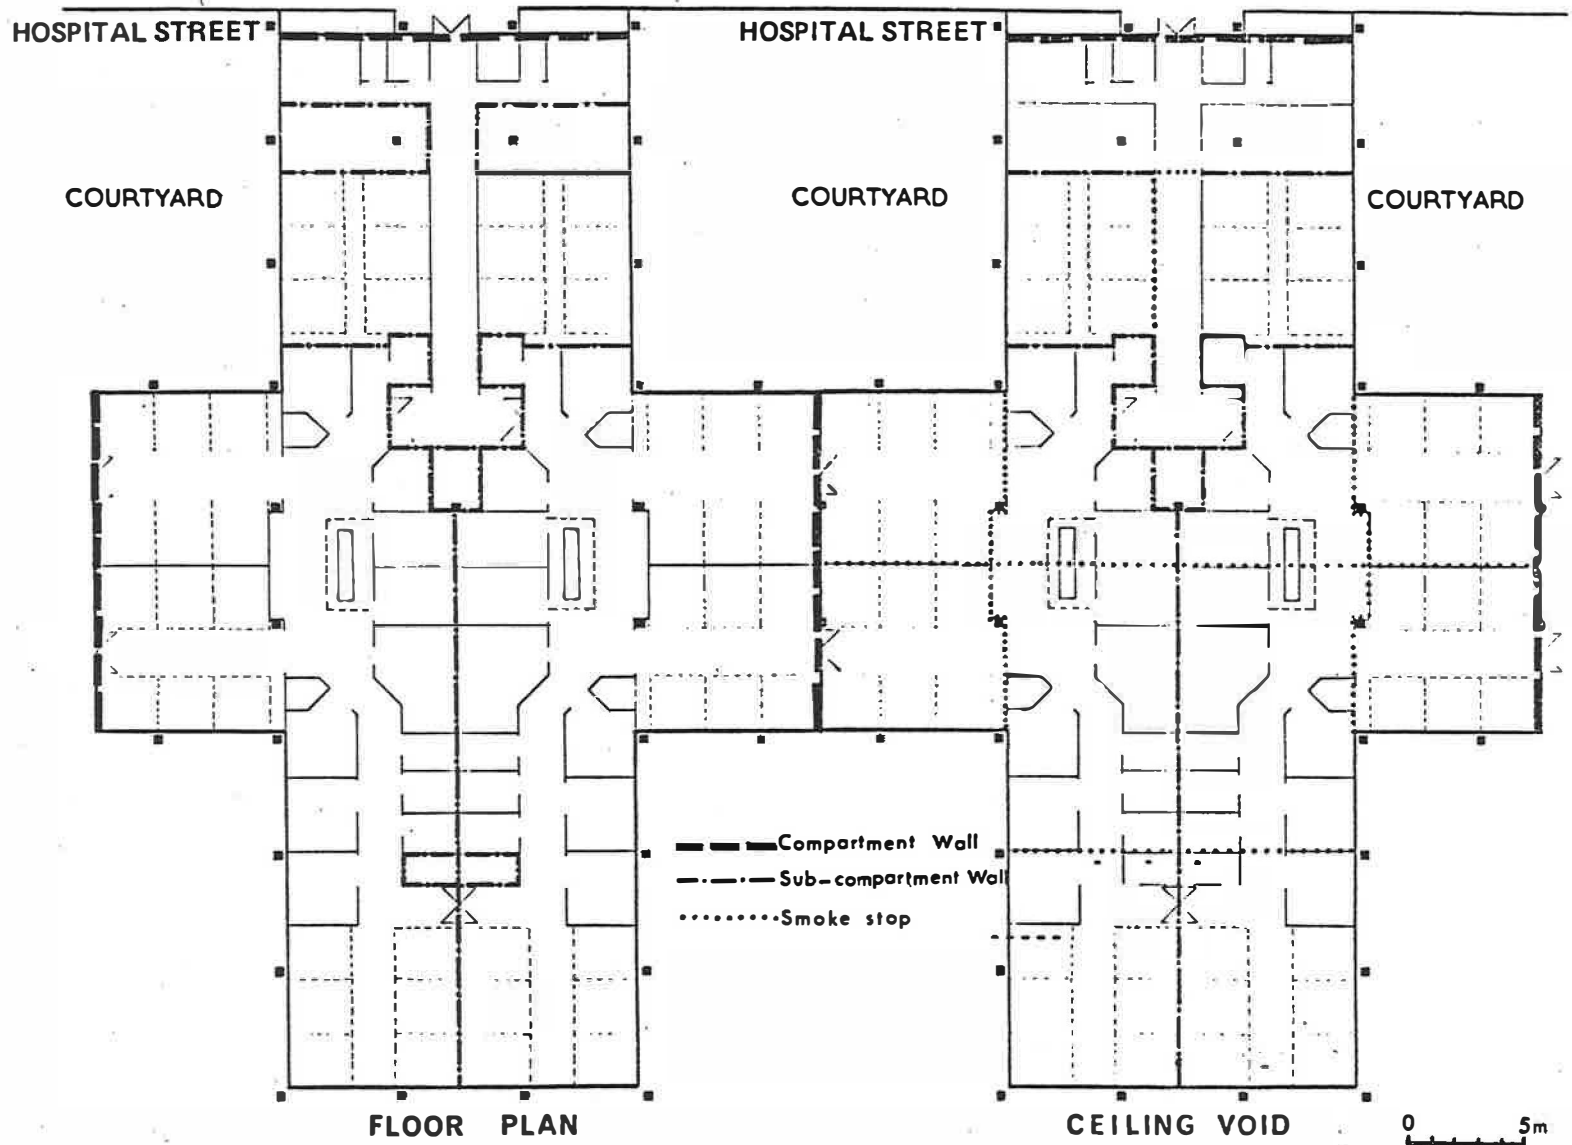 HOSPITAL STREET HOSPITAL STREET
COURTYARD COURTYARD COURTYARD
Compartment Wall
Sub-compartment Wall
Smoke stop
FLOOR PLAN CEILING VOID
0 5m